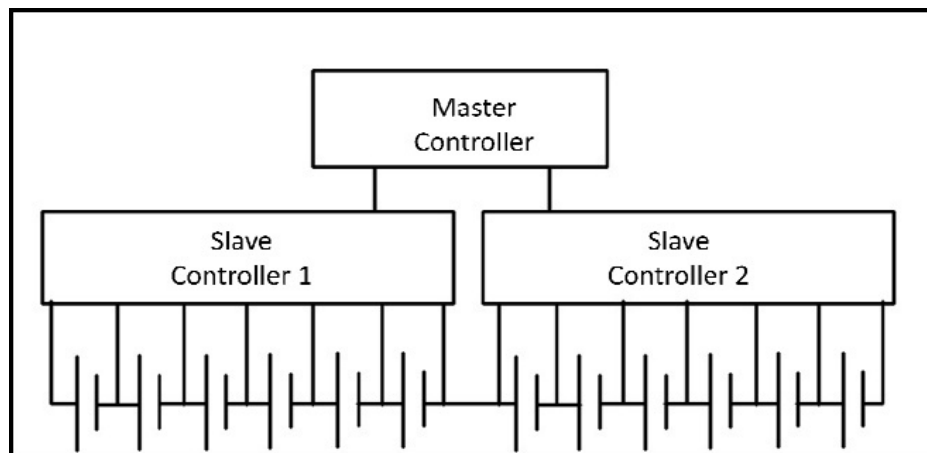 Master
Controller
Slave
Controller 1
Slave
Controller 2